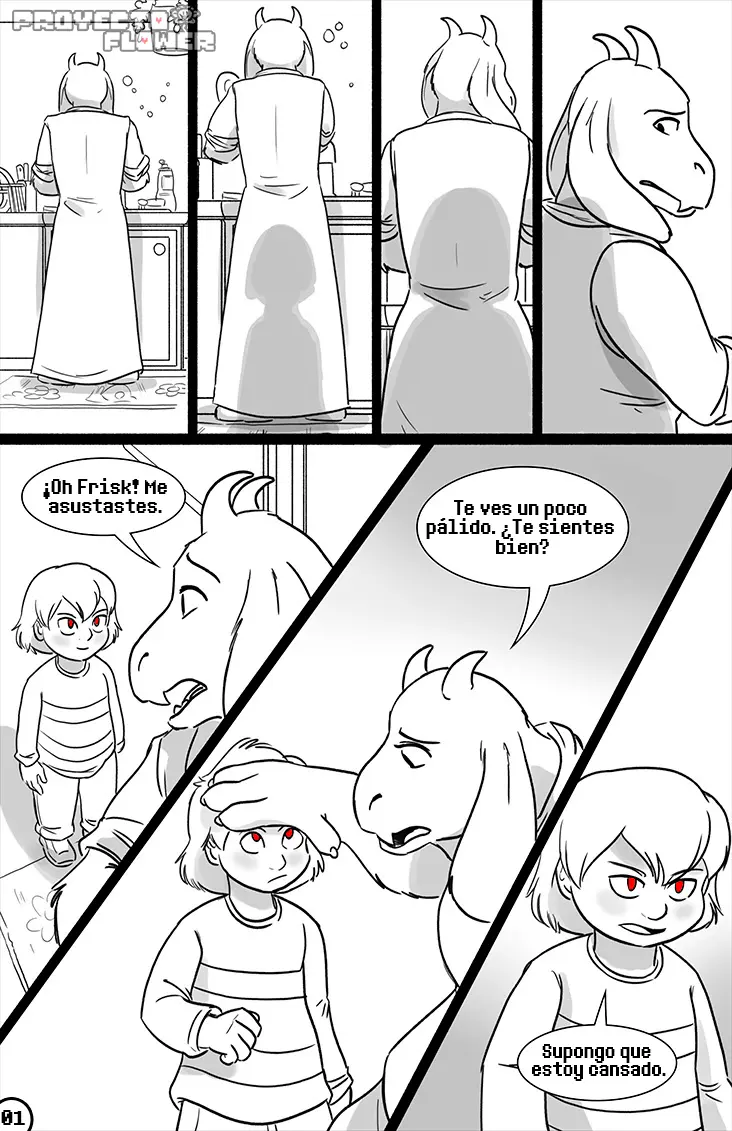 PROYECTO
FLOWER
¡Oh Frisk! Me
asustastes.
Te ves un poco
pálido. ¿Te sientes
bien?
Supongo que
estoy cansado.
01